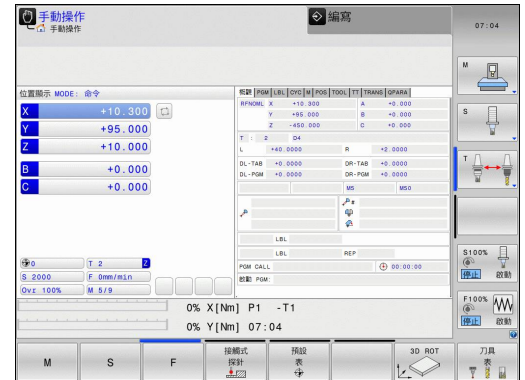 手動操作
手動操作
編寫
07:04
位置顯示 MODE: 命令
X +10.300
Y +95.000
Z +10.000
B +0.000
C +0.000
0 T 2 Z
S 2000 F 0mm/min
Ovr 100% M 5/9
概觀 PGM LBL CYC M POS TOOL TT TRANS QPARA
RFNOML X +10.300 A +0.000
Y +95.000 B +0.000
Z -450.000 C +0.000
T : 2 D4
L +40.0000 R +2.0000
DL-TAB +0.0000 DR-TAB +0.0000
DL-PGM +0.0000 DR-PGM +0.0000
M5 M50
P #
P
LBL
LBL REP
PGM CALL 00:00:00
啟動 PGM:
0% X[Nm] P1 -T1
0% Y[Nm] 07:04
M
S
T
S100%
停止 啟動
F100%
停止 啟動
M
S
F
接觸式
探針
預設
表
3D ROT
刀具
表